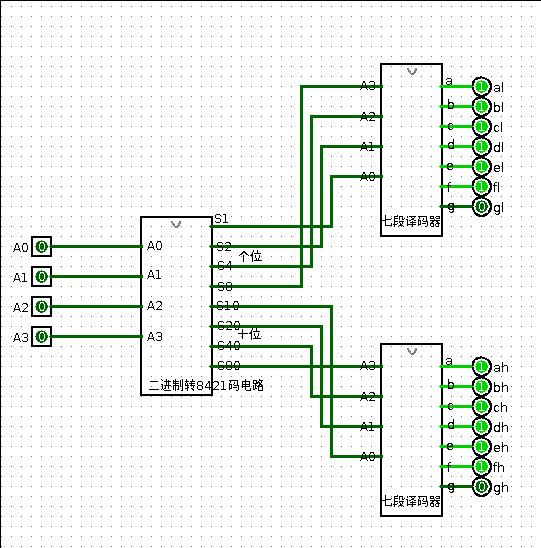 A3 a 1 al
A2 b 1 bl
A1 c 1 cl
d 1 dl
A0 e 1 el
f 1 fl
g 0 gl
七段译码器
S1
A0 0 A0 S2
个位
S4
A1 0 A1 S8
A2 0 A2 S10
S20
十位
A3 0 A3 S40
S80
二进制转8421码电路
A3 a 1 ah
b 1 bh
A2 c 1 ch
A1 d 1 dh
e 1 eh
A0 f 1 fh
g 0 gh
七段译码器